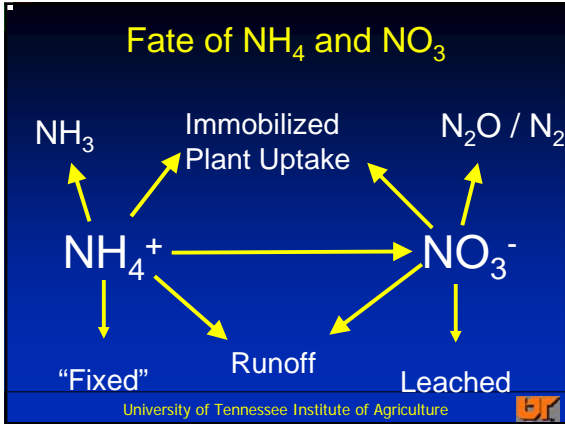 Fate of NH₄ and NO₃
NH₃
Immobilized
Plant Uptake
N₂O / N₂
NH₄⁺
NO₃⁻
"Fixed"
Runoff
Leached
University of Tennessee Institute of Agriculture
UT